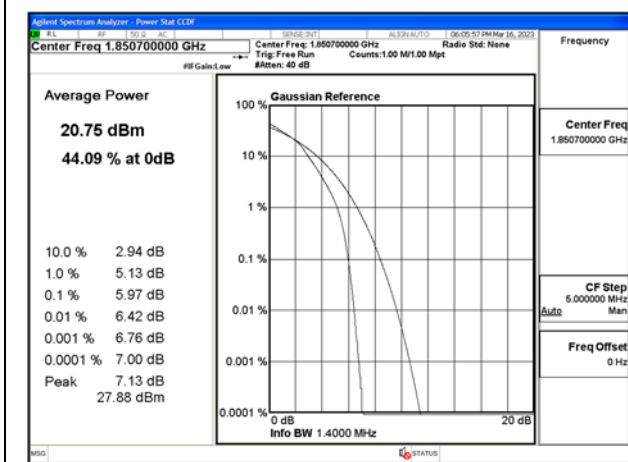 Agilent Spectrum Analyzer - Power Stat CCDF
RL RF 50 Ω AC SENSE:INT ALIGN AUTO 06:05:57 PM Mar 16, 2023
Center Freq 1.850700000 GHz
Center Freq: 1.850700000 GHz Radio Std: None
Trig: Free Run Counts:1.00 M/1.00 Mpt
#IFGain:Low #Atten: 40 dB
Frequency
Average Power
20.75 dBm
44.09 % at 0dB
10.0 % 2.94 dB
1.0 % 5.13 dB
0.1 % 5.97 dB
0.01 % 6.42 dB
0.001 % 6.76 dB
0.0001 % 7.00 dB
Peak 7.13 dB
27.88 dBm
Gaussian Reference
100 %
10 %
1 %
0.1 %
0.01 %
0.001 %
0.0001 %
0 dB 20 dB
Info BW 1.4000 MHz
Center Freq
1.850700000 GHz
CF Step
5.000000 MHz
Auto Man
Freq Offset
0 Hz
MSG STATUS